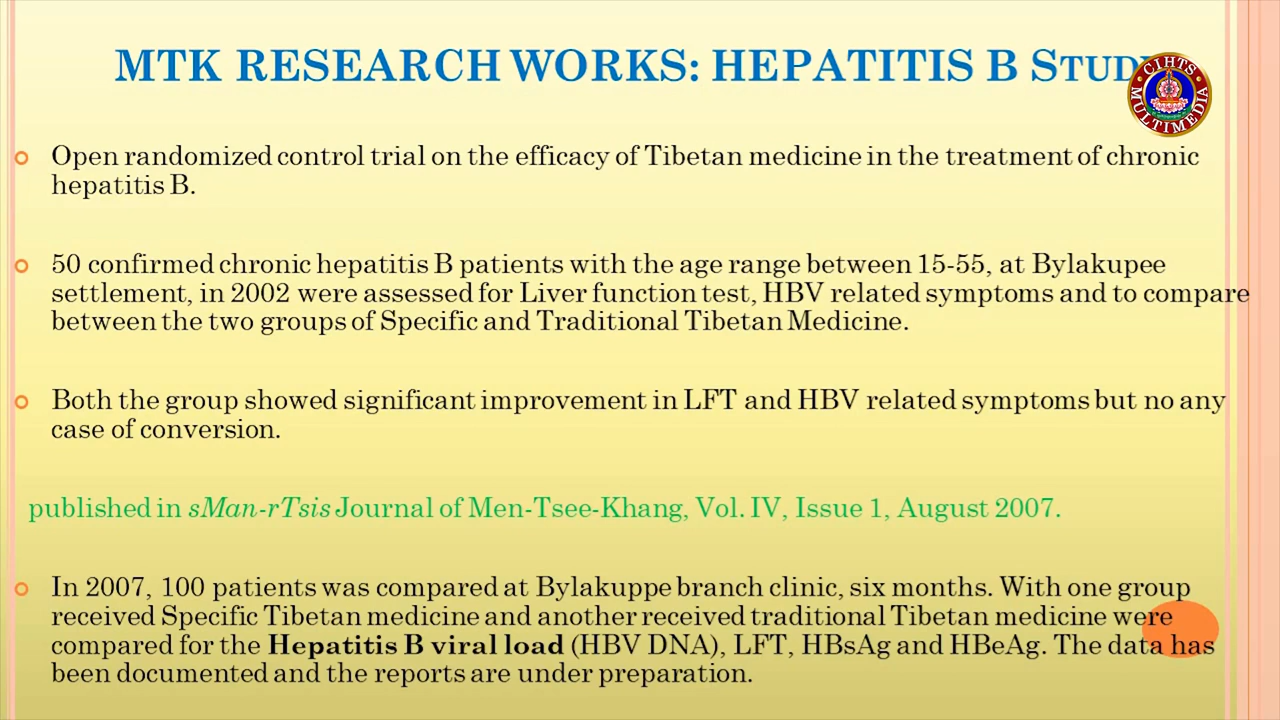 MTK RESEARCH WORKS: HEPATITIS B STUD
CIHTS
MULTIMEDIA
Open randomized control trial on the efficacy of Tibetan medicine in the treatment of chronic
hepatitis B.
50 confirmed chronic hepatitis B patients with the age range between 15-55, at Bylakupee
settlement, in 2002 were assessed for Liver function test, HBV related symptoms and to compare
between the two groups of Specific and Traditional Tibetan Medicine.
Both the group showed significant improvement in LFT and HBV related symptoms but no any
case of conversion.
published in sMan-rTsis Journal of Men-Tsee-Khang, Vol. IV, Issue 1, August 2007.
In 2007, 100 patients was compared at Bylakuppe branch clinic, six months. With one group
received Specific Tibetan medicine and another received traditional Tibetan medicine were
compared for the Hepatitis B viral load (HBV DNA), LFT, HBsAg and HBeAg. The data has
been documented and the reports are under preparation.